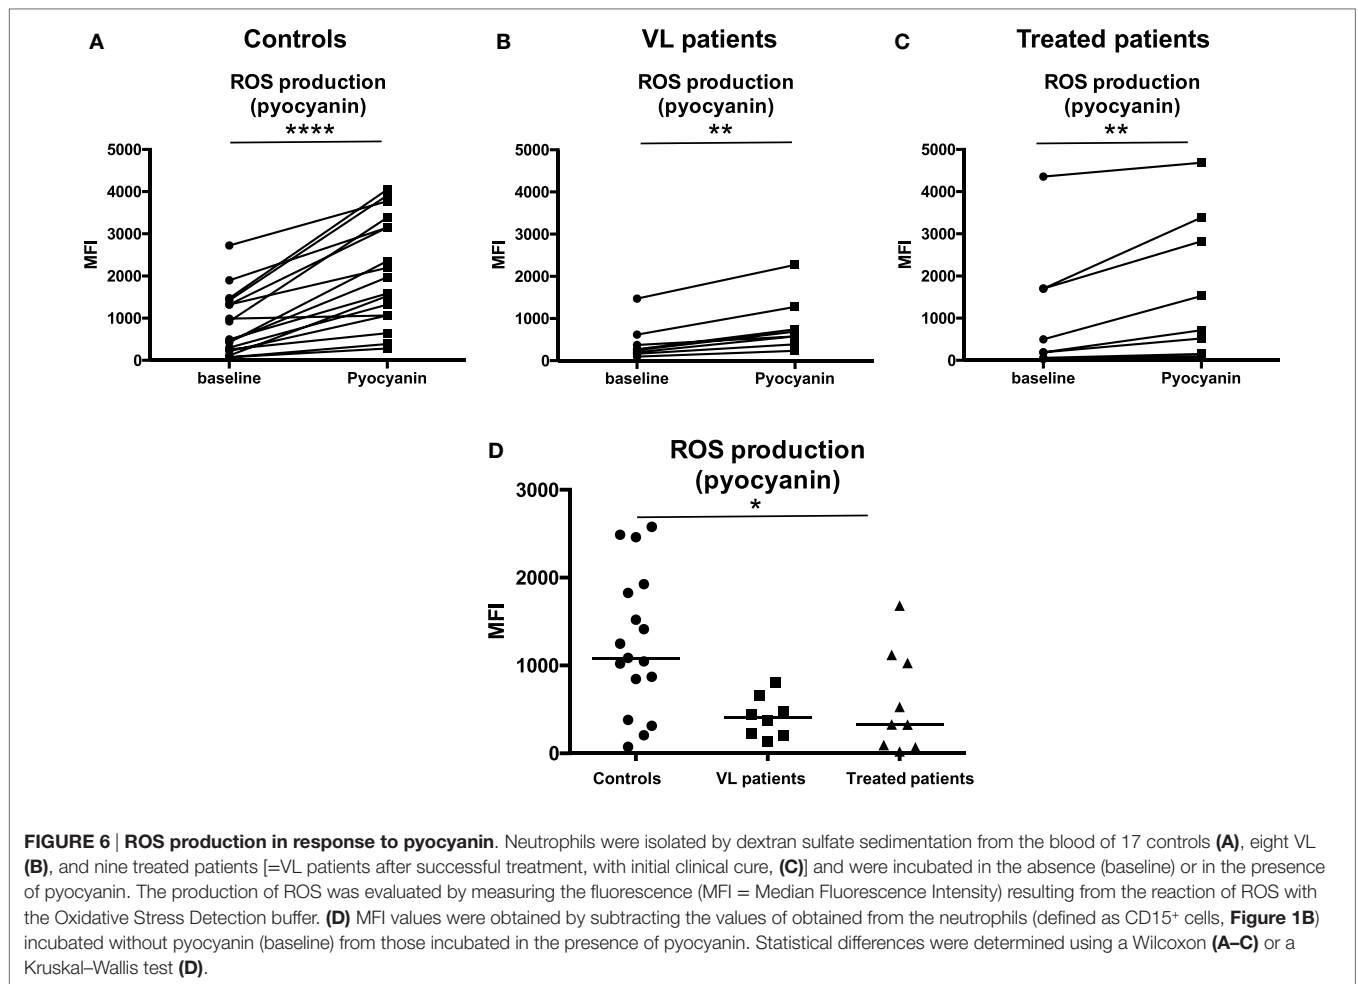 A Controls
ROS production
(pyocyanin)
****
5000
4000
3000
2000
1000
0
MFI
baseline Pyocyanin
B VL patients
ROS production
(pyocyanin)
**
5000
4000
3000
2000
1000
0
MFI
baseline Pyocyanin
C Treated patients
ROS production
(pyocyanin)
**
5000
4000
3000
2000
1000
0
MFI
baseline Pyocyanin
D ROS production
(pyocyanin)
*
3000
2000
1000
0
MFI
Controls VL patients Treated patients
FIGURE 6 | ROS production in response to pyocyanin. Neutrophils were isolated by dextran sulfate sedimentation from the blood of 17 controls (A), eight VL
(B), and nine treated patients [=VL patients after successful treatment, with initial clinical cure, (C)] and were incubated in the absence (baseline) or in the presence
of pyocyanin. The production of ROS was evaluated by measuring the fluorescence (MFI = Median Fluorescence Intensity) resulting from the reaction of ROS with
the Oxidative Stress Detection buffer. (D) MFI values were obtained by subtracting the values of obtained from the neutrophils (defined as CD15⁺ cells, Figure 1B)
incubated without pyocyanin (baseline) from those incubated in the presence of pyocyanin. Statistical differences were determined using a Wilcoxon (A–C) or a
Kruskal–Wallis test (D).